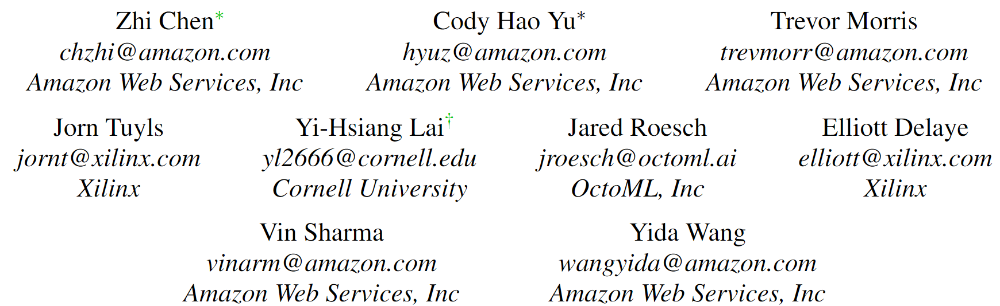 Zhi Chen* Cody Hao Yu* Trevor Morris
chzhi@amazon.com hyuz@amazon.com trevmorr@amazon.com
Amazon Web Services, Inc Amazon Web Services, Inc Amazon Web Services, Inc
Jorn Tuyls Yi-Hsiang Lai† Jared Roesch Elliott Delaye
jornt@xilinx.com yl2666@cornell.edu jroesch@octoml.ai elliott@xilinx.com
Xilinx Cornell University OctoML, Inc Xilinx
Vin Sharma Yida Wang
vinarm@amazon.com wangyida@amazon.com
Amazon Web Services, Inc Amazon Web Services, Inc